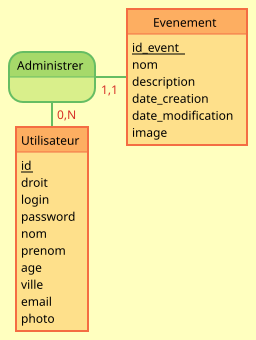 Evenement
id_event
nom
description
date_creation
date_modification
image
Administrer
1,1
0,N
Utilisateur
id
droit
login
password
nom
prenom
age
ville
email
photo